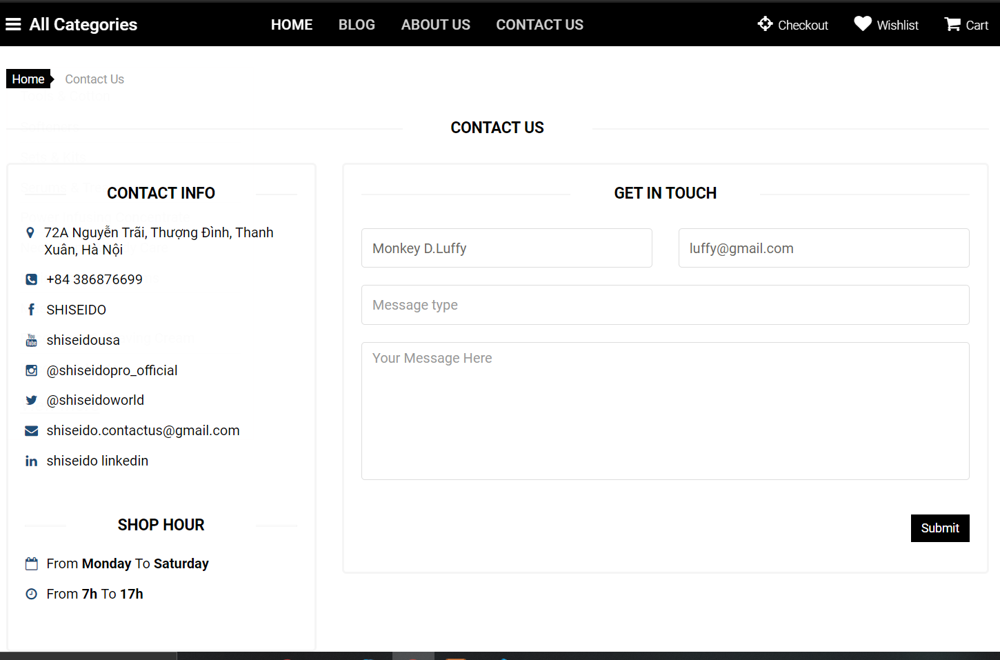 All Categories
HOME
BLOG
ABOUT US
CONTACT US
Checkout
Wishlist
Cart
Home
Contact Us
CONTACT US
CONTACT INFO
72A Nguyễn Trãi, Thượng Đình, Thanh
Xuân, Hà Nội
+84 386876699
SHISEIDO
You
Tube
shiseidousa
@shiseidopro_official
@shiseidoworld
shiseido.contactus@gmail.com
in
shiseido linkedin
SHOP HOUR
From Monday To Saturday
From 7h To 17h
GET IN TOUCH
Monkey D.Luffy
luffy@gmail.com
Message type
Your Message Here
Submit